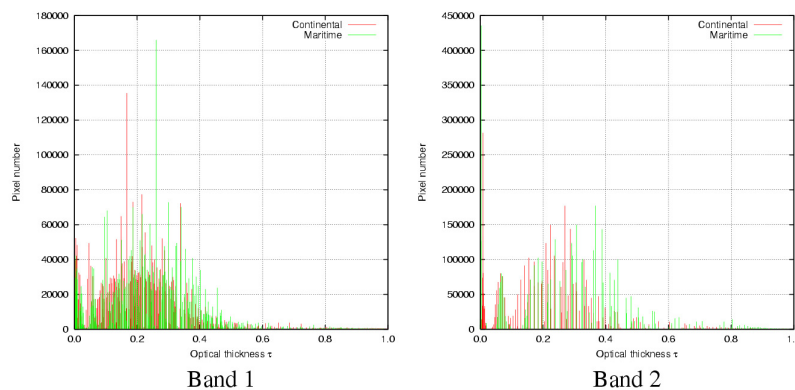 180000
160000
140000
120000
100000
80000
60000
40000
20000
0
Pixel number
Continental
Maritime
0.0 0.2 0.4 0.6 0.8 1.0
Optical thickness τ
Band 1
450000
400000
350000
300000
250000
200000
150000
100000
50000
0
Pixel number
Continental
Maritime
0.0 0.2 0.4 0.6 0.8 1.
Optical thickness τ
Band 2